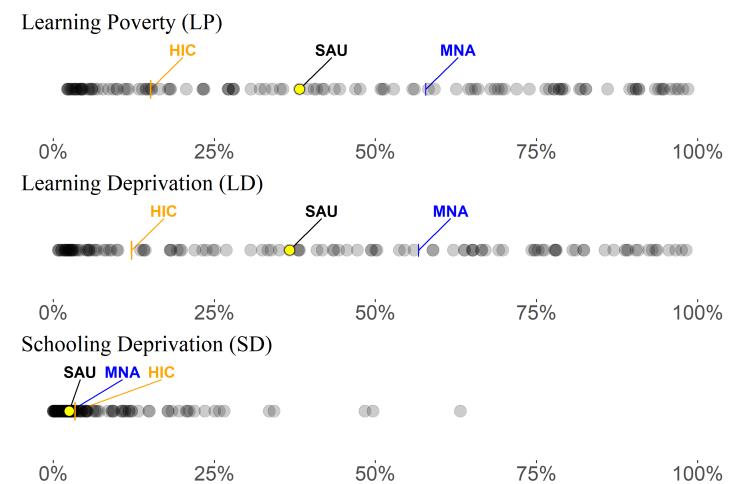 Learning Poverty (LP)
HIC SAU MNA
0% 25% 50% 75% 100%
Learning Deprivation (LD)
HIC SAU MNA
0% 25% 50% 75% 100%
Schooling Deprivation (SD)
SAU MNA HIC
0% 25% 50% 75% 100%